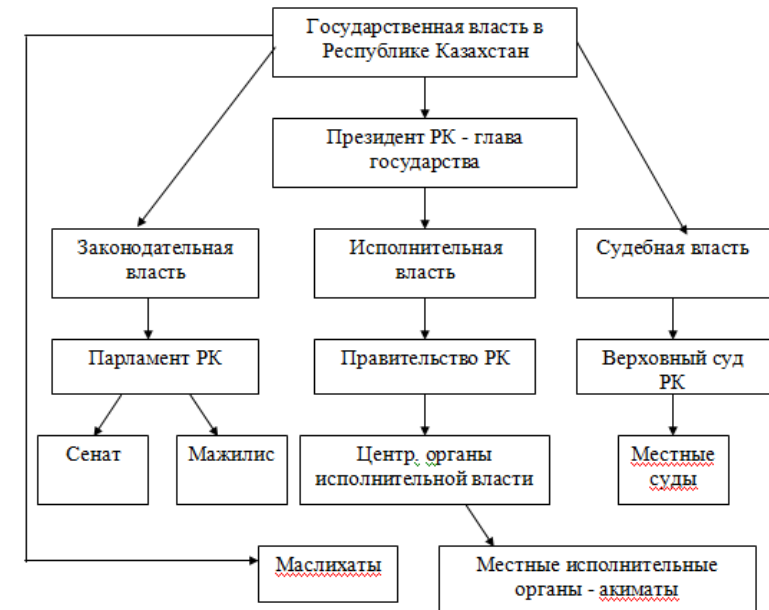 Государственная власть в
Республике Казахстан
Президент РК - глава
государства
Законодательная
власть
Исполнительная
власть
Судебная власть
Парламент РК
Правительство РК
Верховный суд
РК
Сенат
Мажилис
Центр. органы
исполнительной власти
Местные
суды
Маслихаты
Местные исполнительные
органы - акиматы